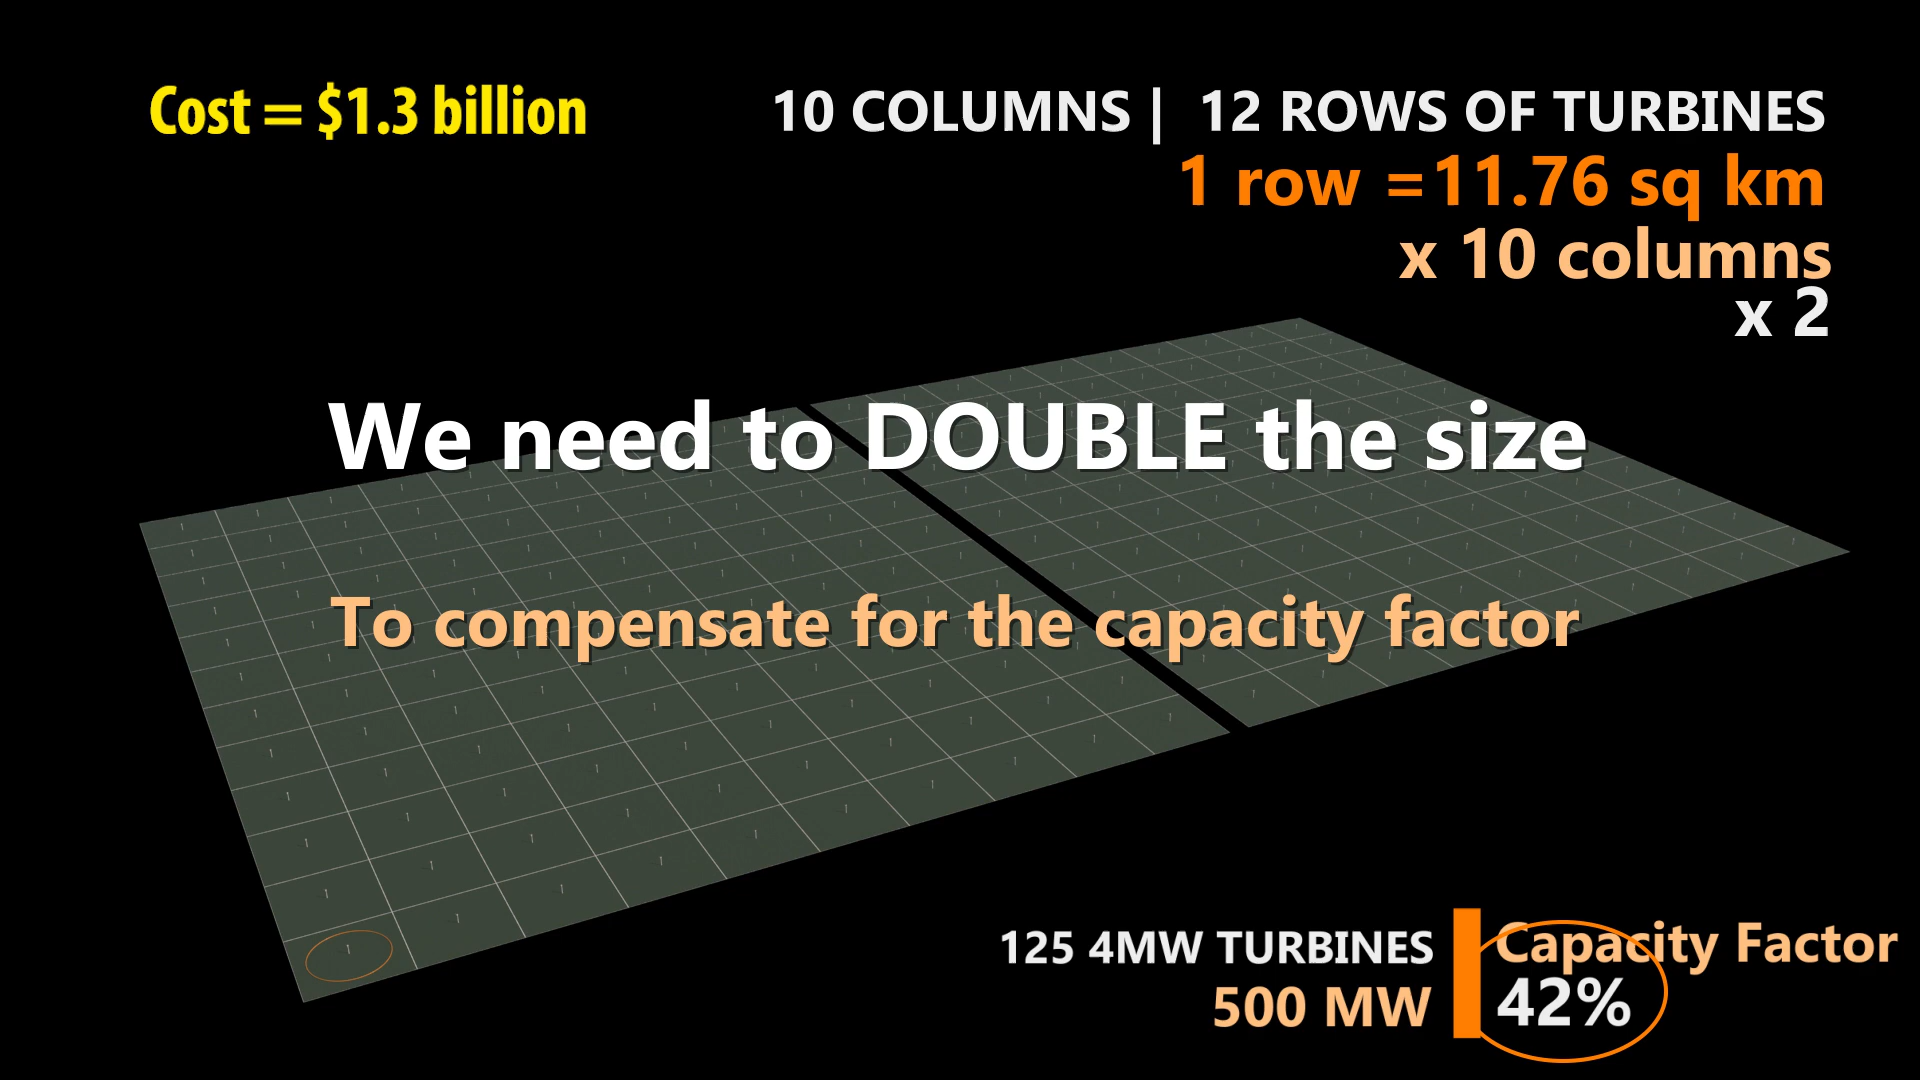 Cost = $1.3 billion
10 COLUMNS | 12 ROWS OF TURBINES
1 row =11.76 sq km
x 10 columns
x 2
We need to DOUBLE the size
To compensate for the capacity factor
125 4MW TURBINES
500 MW
Capacity Factor
42%